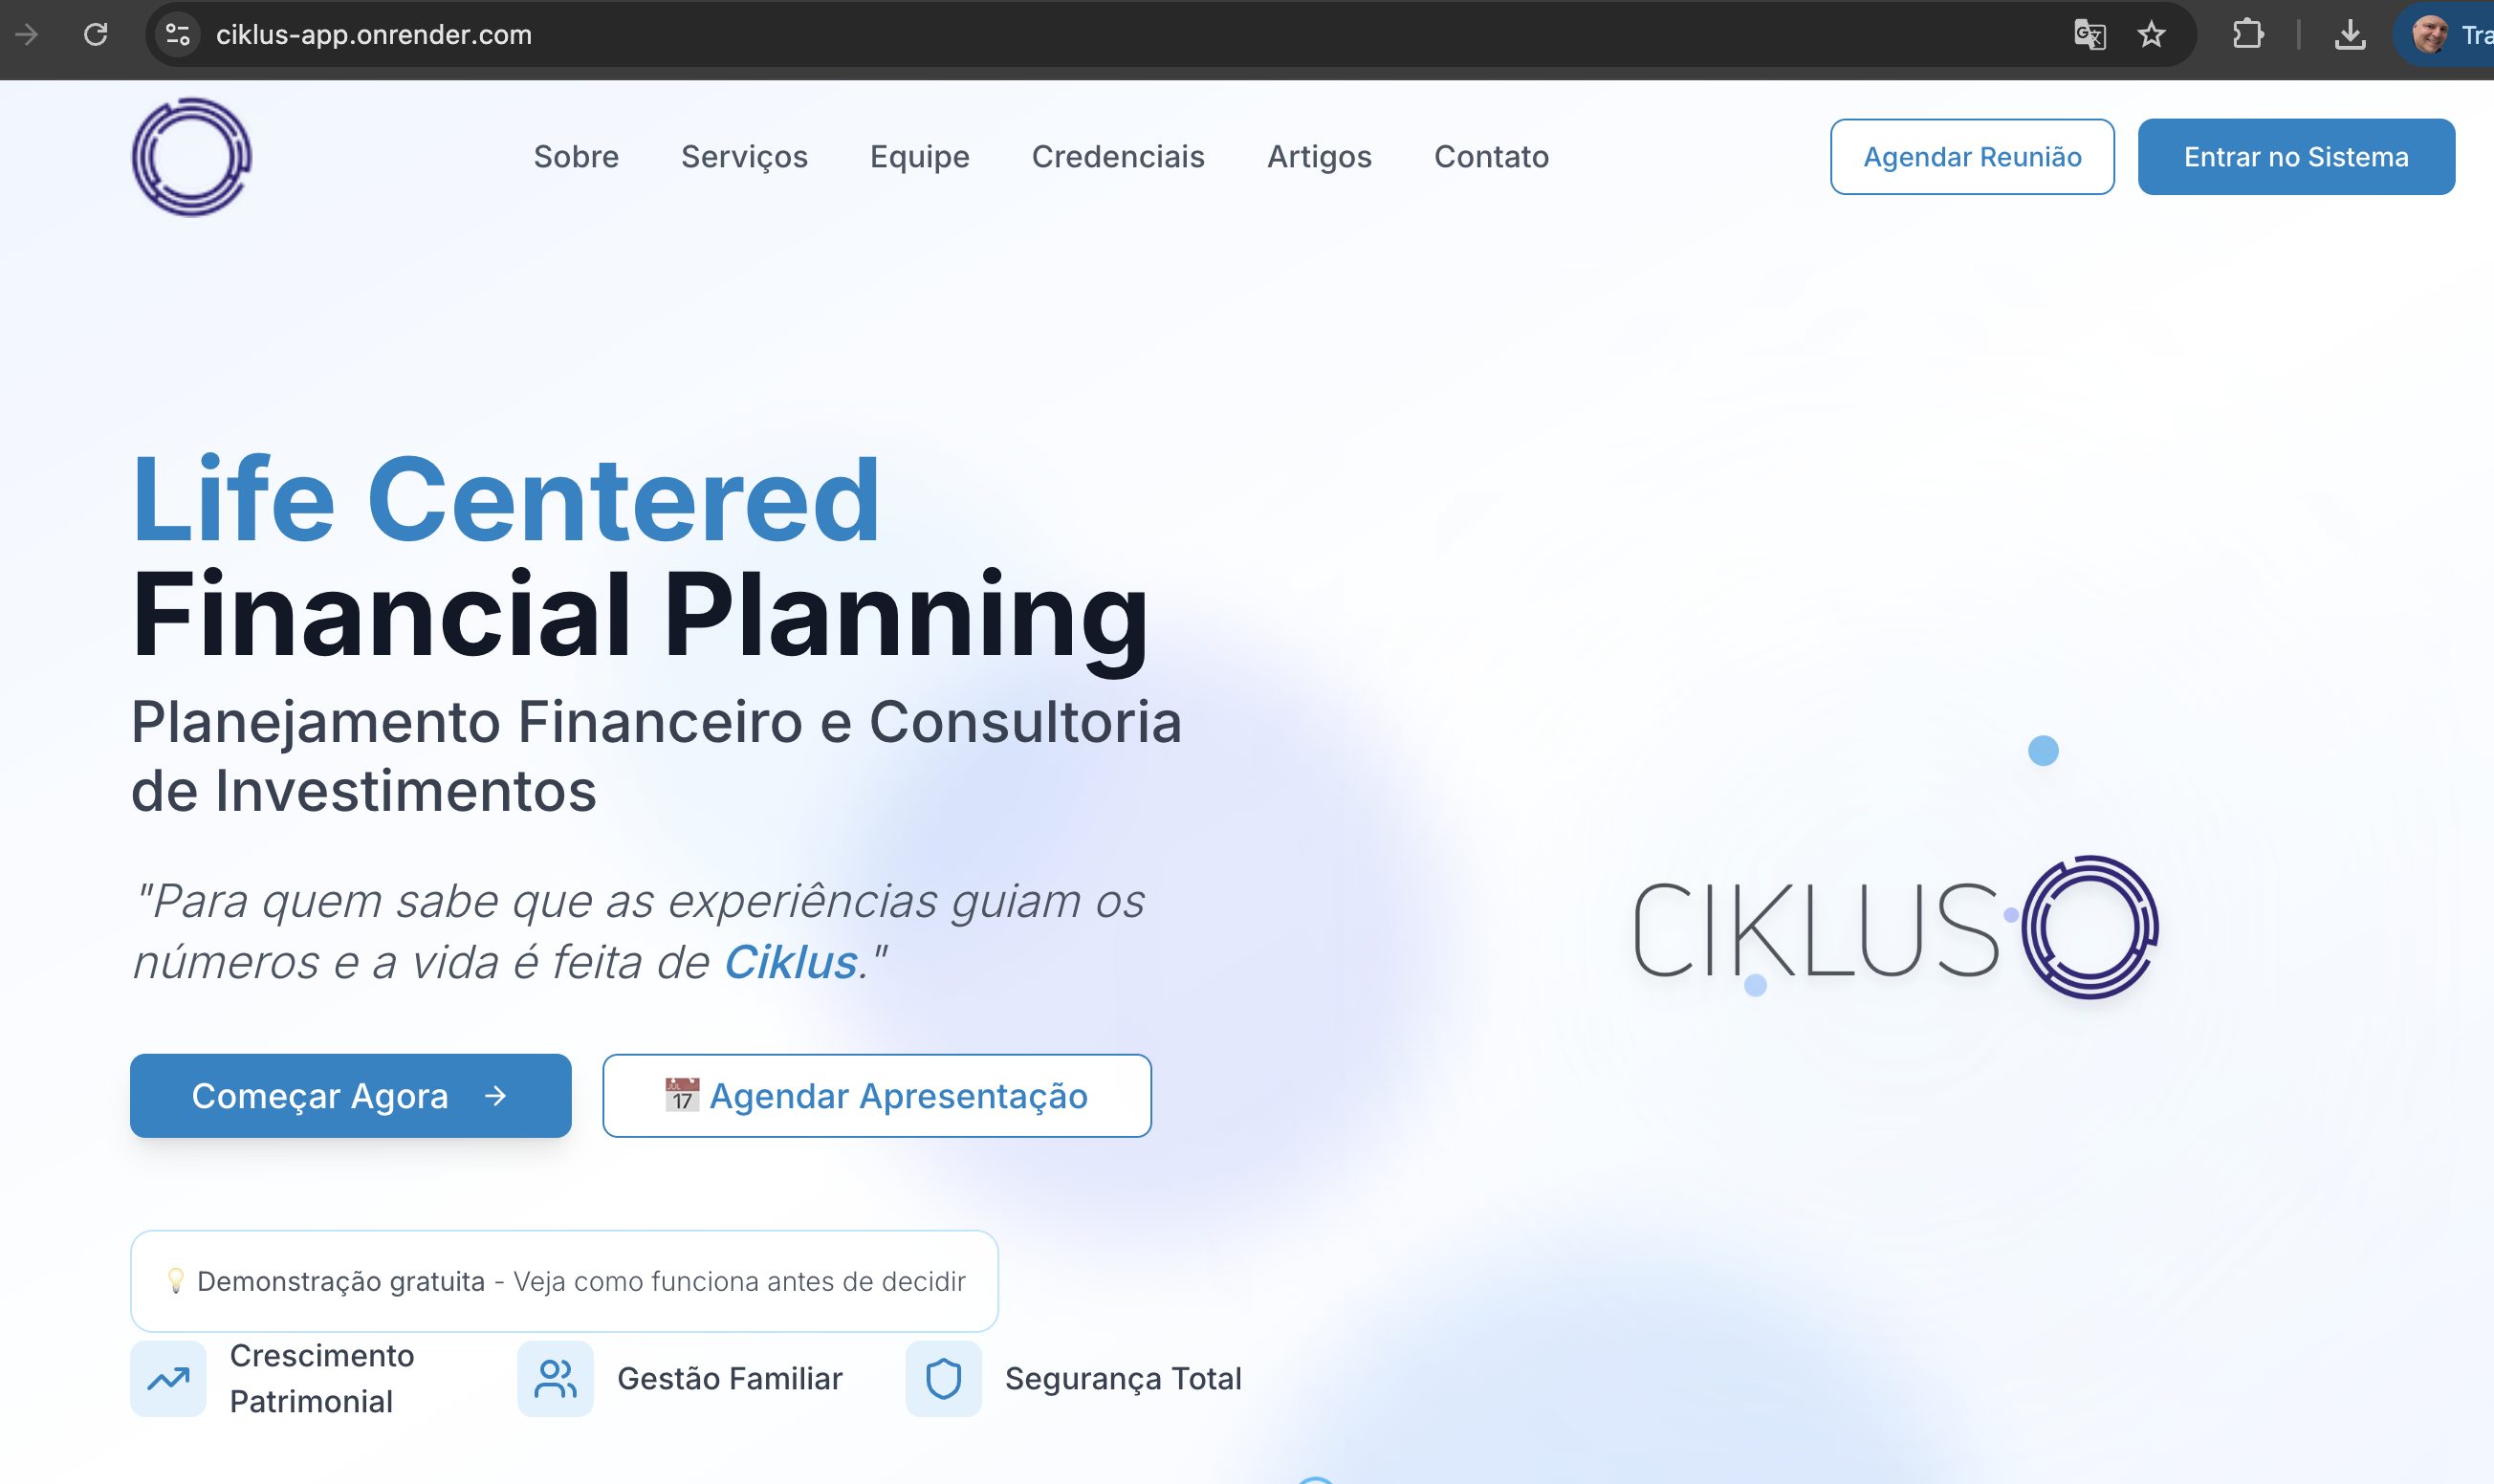 ciklus-app.onrender.com
Sobre
Serviços
Equipe
Credenciais
Artigos
Contato
Agendar Reunião
Entrar no Sistema
Life Centered
Financial Planning
Planejamento Financeiro e Consultoria
de Investimentos
"Para quem sabe que as experiências guiam os
números e a vida é feita de Ciklus."
CIKLUS
Começar Agora →
JUL
17
Agendar Apresentação
Demonstração gratuita - Veja como funciona antes de decidir
Crescimento
Patrimonial
Gestão Familiar
Segurança Total